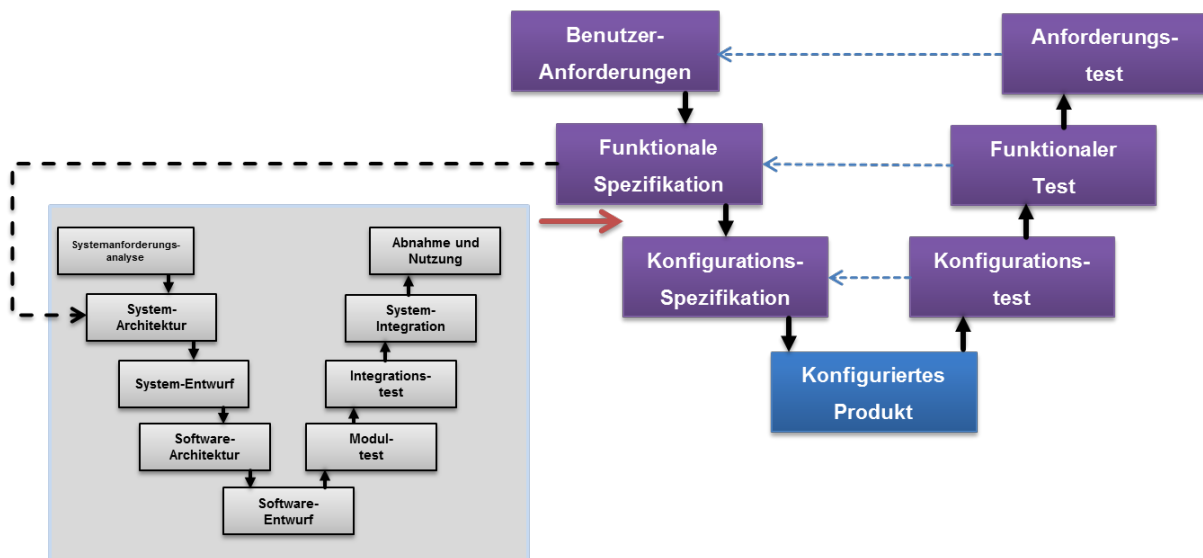 Benutzer-
Anforderungen
Anforderungs-
test
Funktionale
Spezifikation
Funktionaler
Test
Konfigurations-
Spezifikation
Konfigurations-
test
Konfiguriertes
Produkt
Systemanforderungs-
analyse
Abnahme und
Nutzung
System-
Architektur
System-
Integration
System-Entwurf
Integrations-
test
Software-
Architektur
Modul-
test
Software-
Entwurf